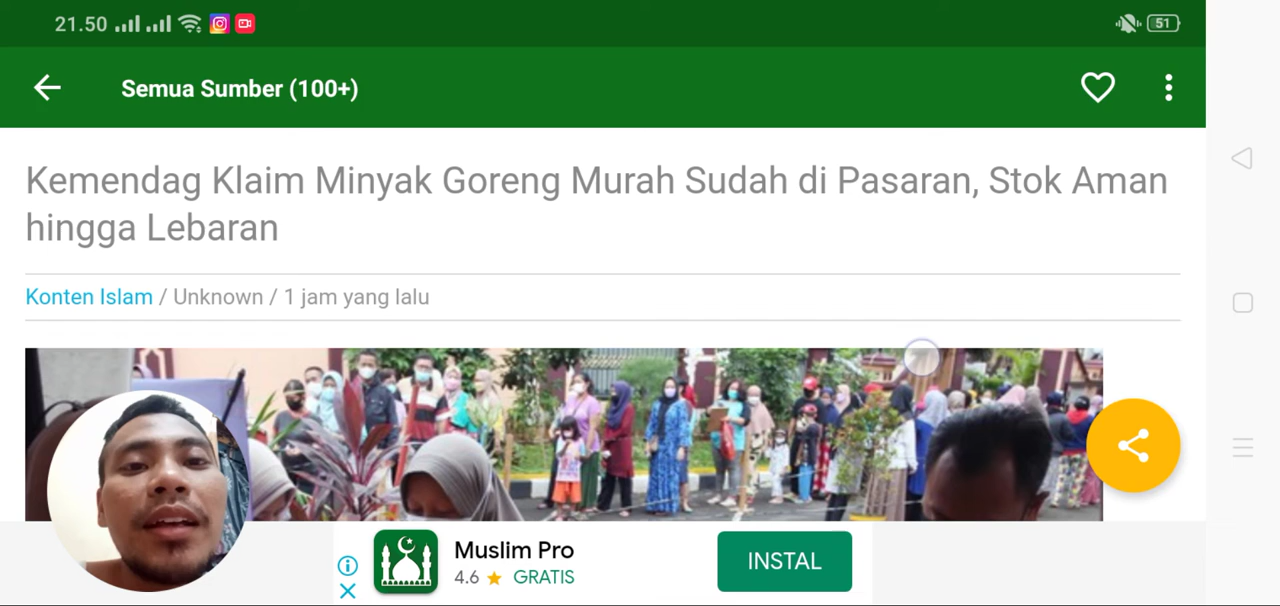 21.50
51
Semua Sumber (100+)
Kemendag Klaim Minyak Goreng Murah Sudah di Pasaran, Stok Aman
hingga Lebaran
Konten Islam / Unknown / 1 jam yang lalu
Muslim Pro
4.6 ★ GRATIS
INSTAL